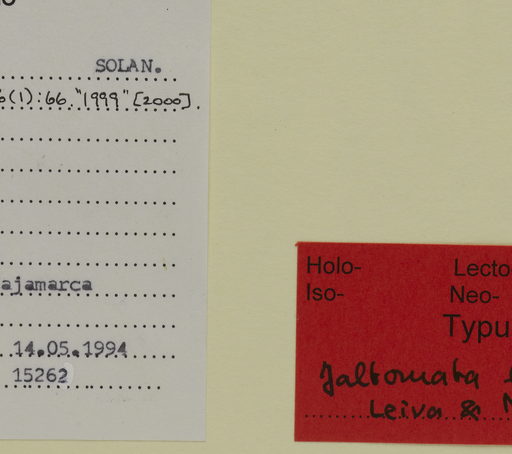 SOLAN.
6(1):66. "1999" [2000].
ajamarca
14.05.1994
15262
Holo- Lecto
Iso- Neo-
Typu
Jaltomata
Leiva &